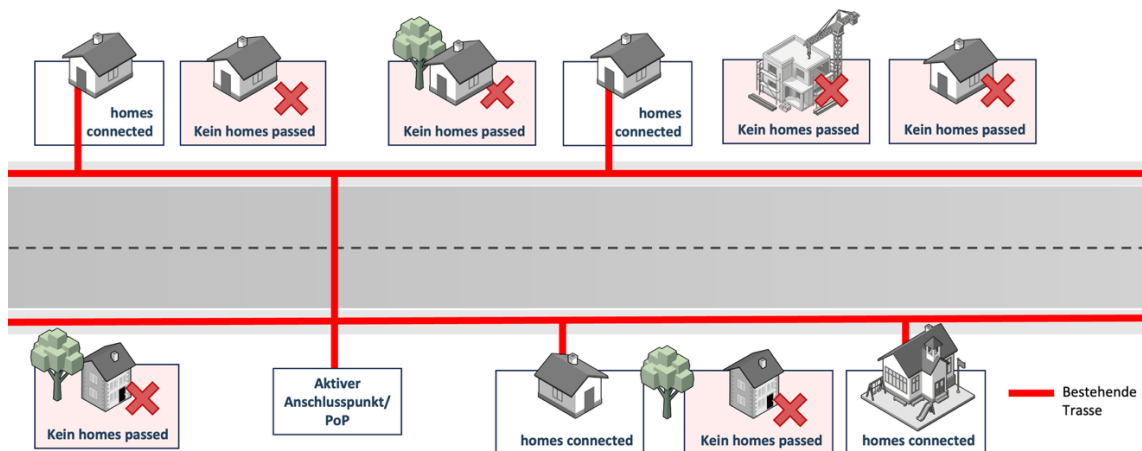 homes
connected
Kein homes passed
Kein homes passed
homes
connected
Kein homes passed
Kein homes passed
Kein homes passed
Aktiver
Anschlusspunkt/
PoP
homes connected
Kein homes passed
homes connected
Bestehende
Trasse